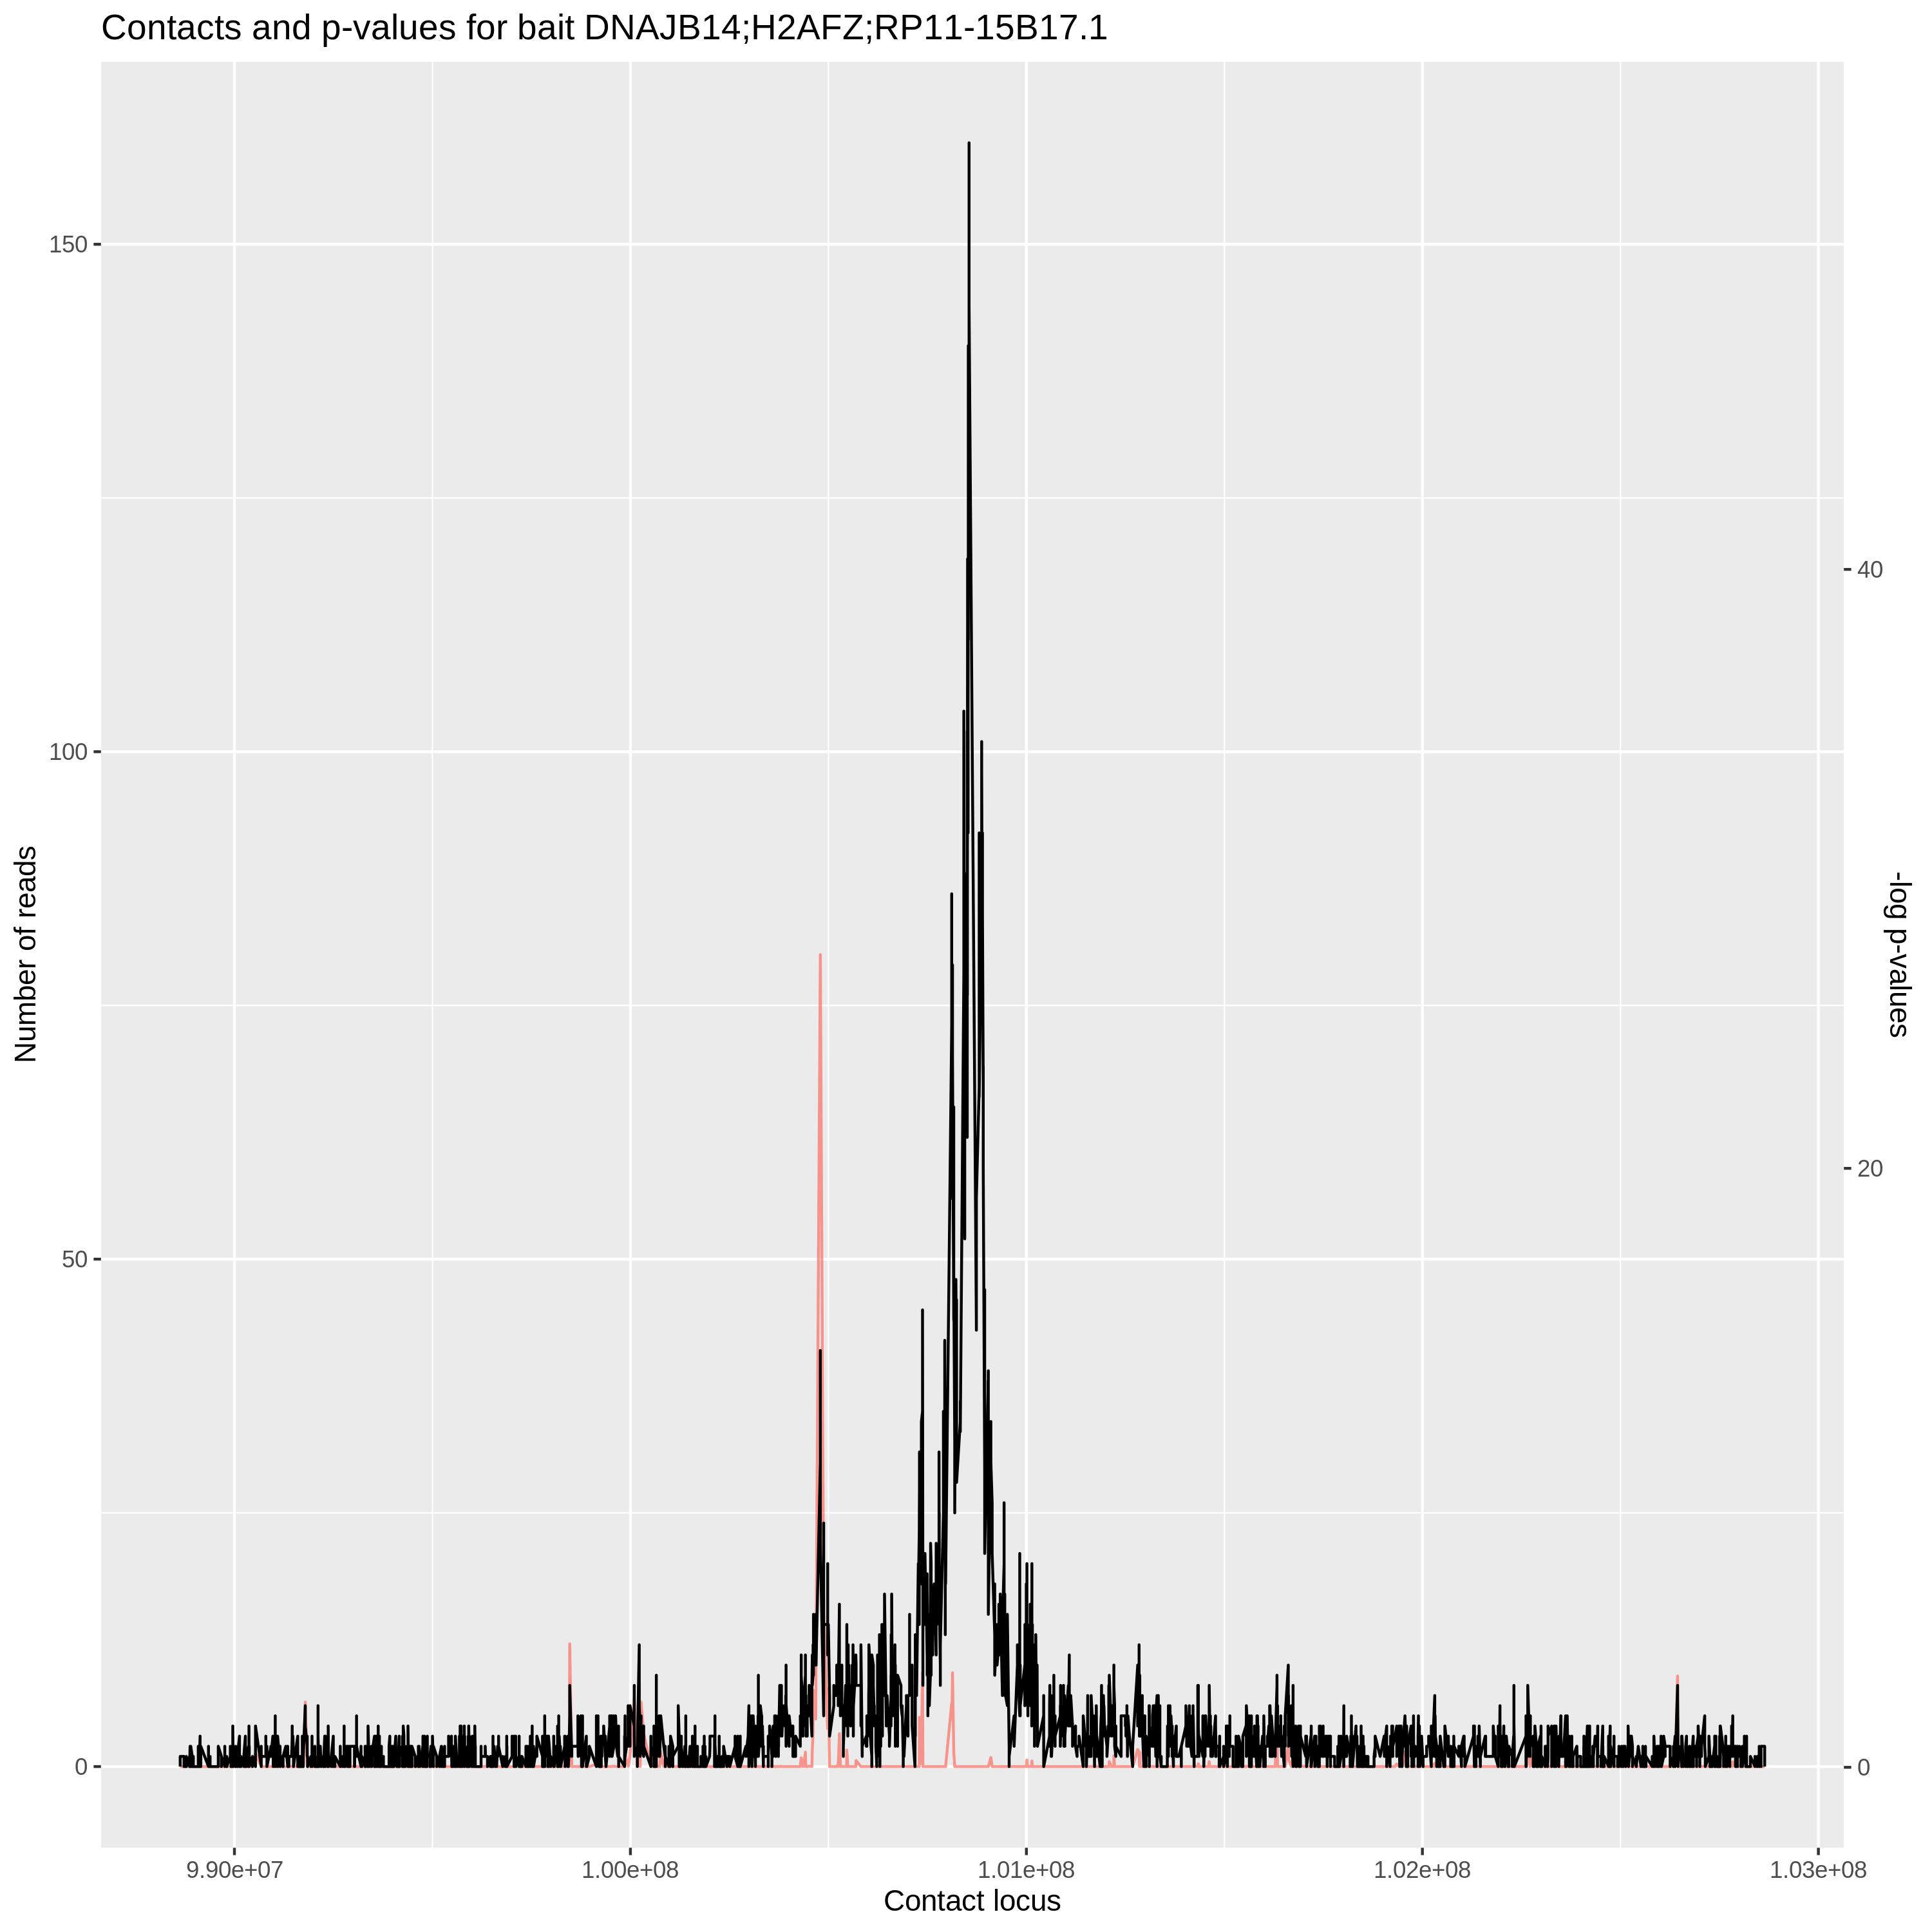 Contacts and p-values for bait DNAJB14;H2AFZ;RP11-15B17.1
150
100
50
0
Number of reads
40
20
0
-log p-values
9.90e+07
1.00e+08
1.01e+08
1.02e+08
1.03e+08
Contact locus